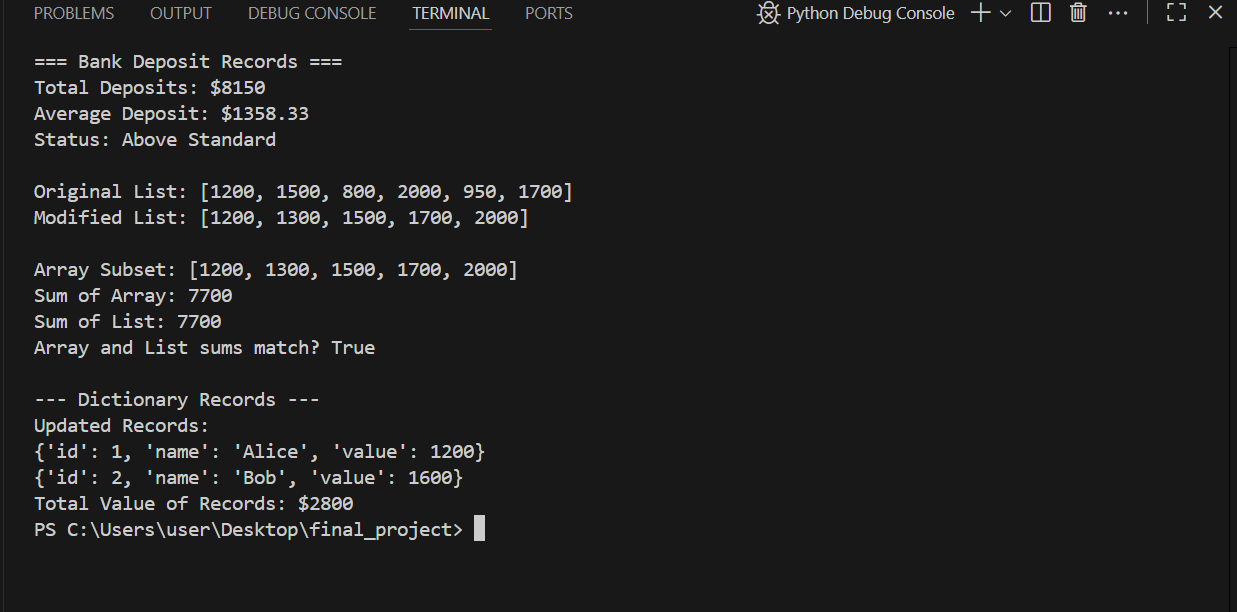 PROBLEMS OUTPUT DEBUG CONSOLE TERMINAL PORTS Python Debug Console
=== Bank Deposit Records ===
Total Deposits: $8150
Average Deposit: $1358.33
Status: Above Standard
Original List: [1200, 1500, 800, 2000, 950, 1700]
Modified List: [1200, 1300, 1500, 1700, 2000]
Array Subset: [1200, 1300, 1500, 1700, 2000]
Sum of Array: 7700
Sum of List: 7700
Array and List sums match? True
--- Dictionary Records ---
Updated Records:
{'id': 1, 'name': 'Alice', 'value': 1200}
{'id': 2, 'name': 'Bob', 'value': 1600}
Total Value of Records: $2800
PS C:\Users\user\Desktop\final_project>